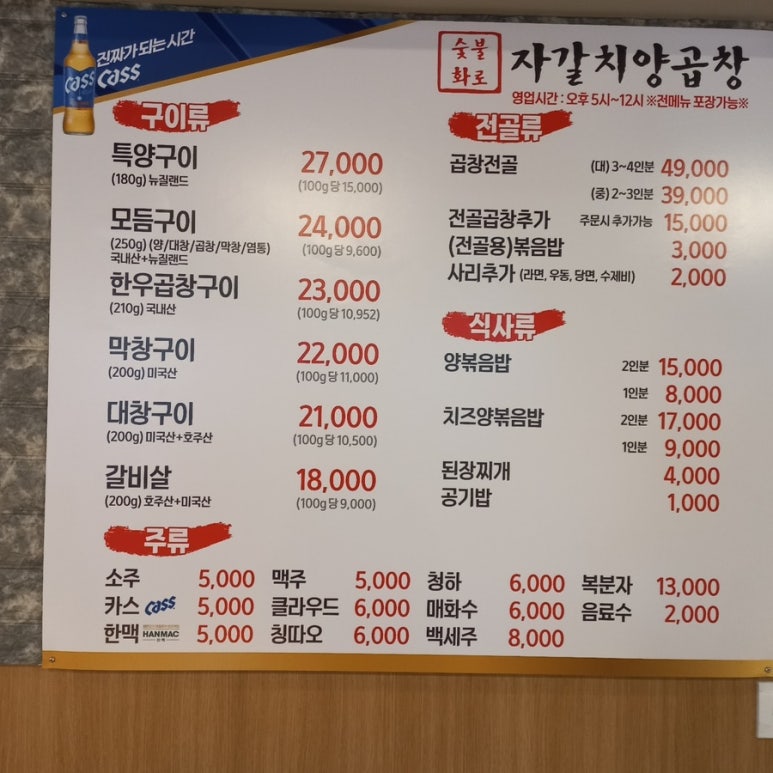 진짜가 되는 시간
Cass
Cass
숯불
화로
자갈치양곱창
영업시간 : 오후 5시~12시 ※전메뉴 포장가능※
구이류
특양구이 27,000
(180g) 뉴질랜드 (100g 당 15,000)
모듬구이 24,000
(250g) (양/대창/곱창/막창/염통) (100g 당 9,600)
국내산+뉴질랜드
한우곱창구이 23,000
(210g) 국내산 (100g 당 10,952)
막창구이 22,000
(200g) 미국산 (100g 당 11,000)
대창구이 21,000
(200g) 미국산+호주산 (100g 당 10,500)
갈비살 18,000
(200g) 호주산+미국산 (100g 당 9,000)
전골류
곱창전골 (대) 3~4인분 49,000
(중) 2~3인분 39,000
전골곱창추가 주문시 추가가능 15,000
(전골용)볶음밥 3,000
사리추가 (라면, 우동, 당면, 수제비) 2,000
식사류
양볶음밥 2인분 15,000
1인분 8,000
치즈양볶음밥 2인분 17,000
1인분 9,000
된장찌개 4,000
공기밥 1,000
주류
소주 5,000 맥주 5,000 청하 6,000 복분자 13,000
카스 Cass 5,000 클라우드 6,000 매화수 6,000 음료수 2,000
한맥 HANMAC 5,000 칭따오 6,000 백세주 8,000